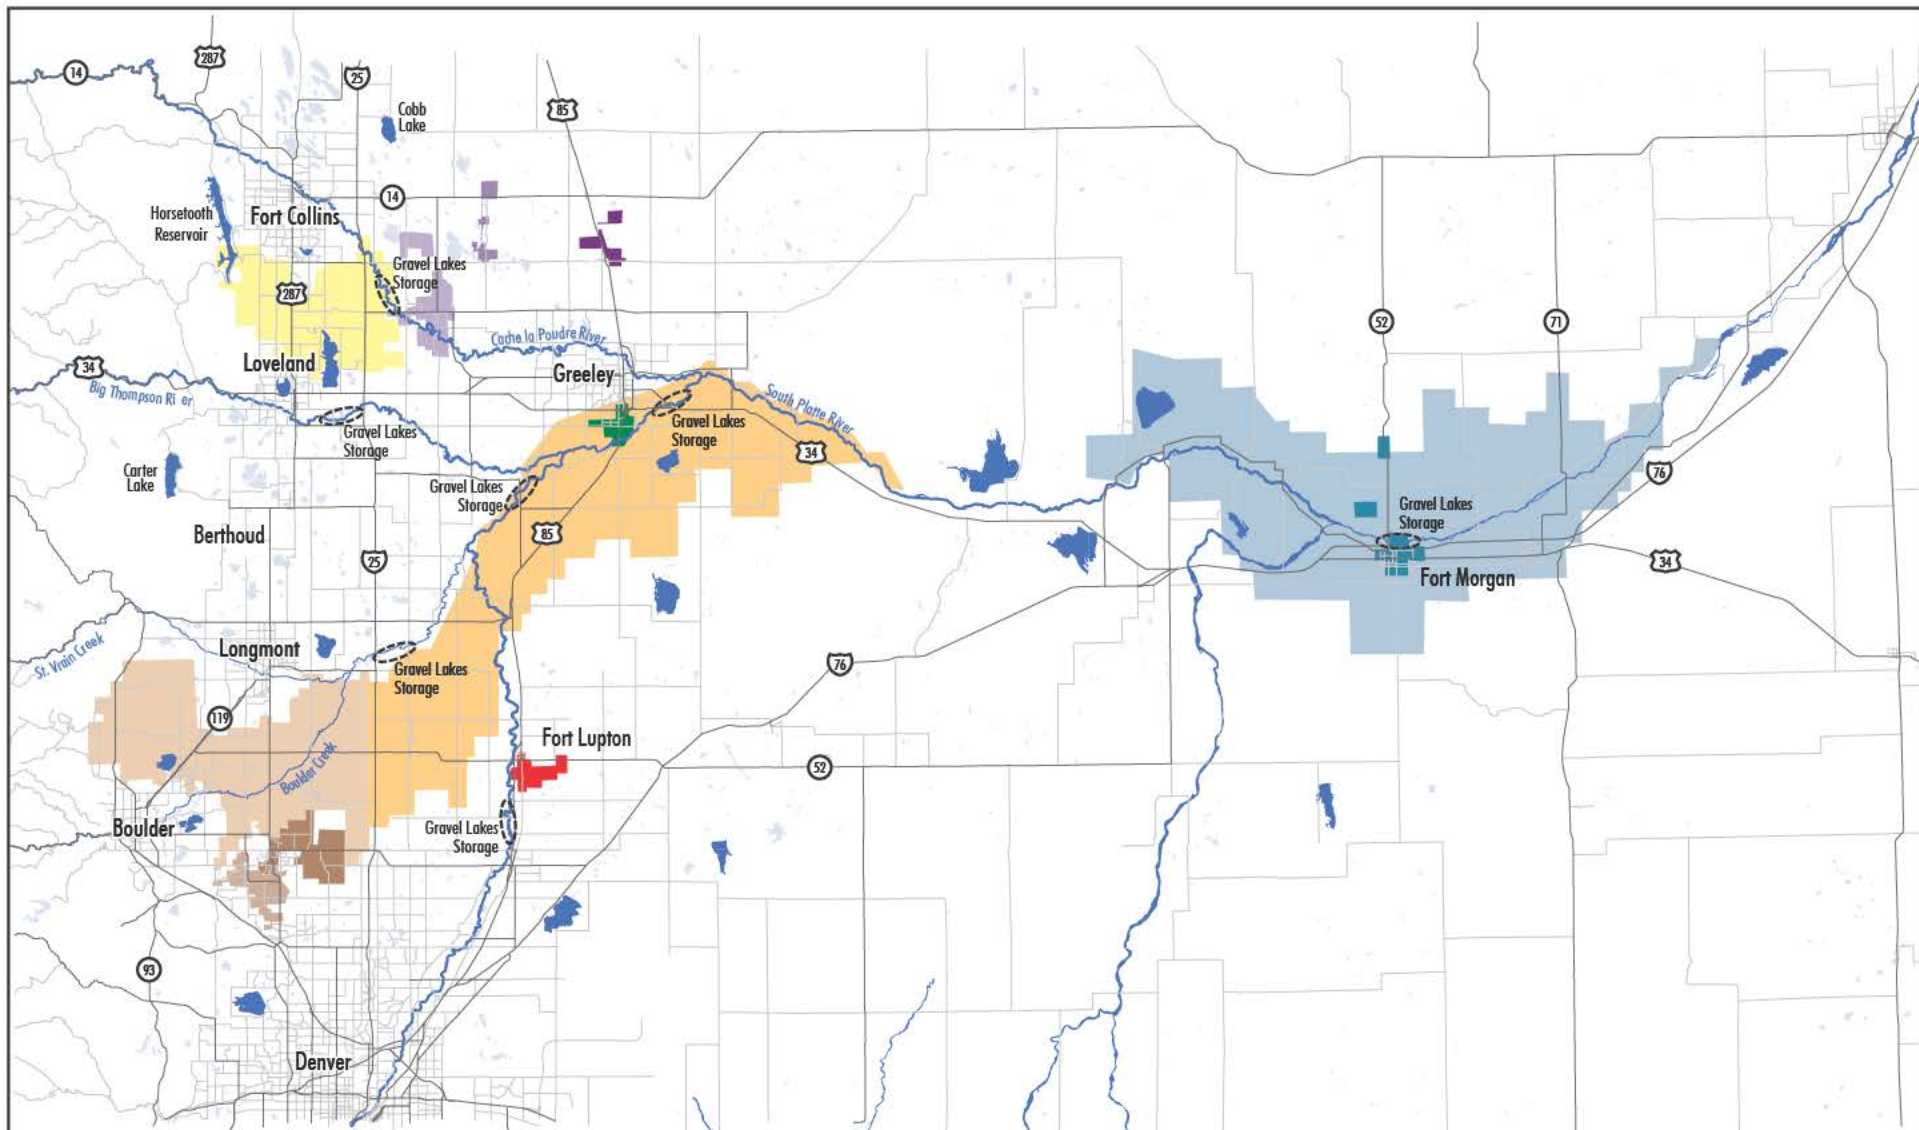 287
14
25
85
Cobb
Lake
14
Horsetooth
Reservoir
Fort Collins
Gravel Lakes
Storage
287
52
71
Cache la Poudre River
34
Loveland
Greeley
Big Thompson Ri er
South Platte River
Gravel Lakes
Storage
Gravel Lakes
Storage
34
Carter
Lake
Gravel Lakes
Storage
76
Gravel Lakes
Storage
Berthoud
85
25
34
Fort Morgan
St. Vrain Creek
Longmont
Gravel Lakes
Storage
76
119
Fort Lupton
Boulder Creek
52
Boulder
Gravel Lakes
Storage
93
Denver